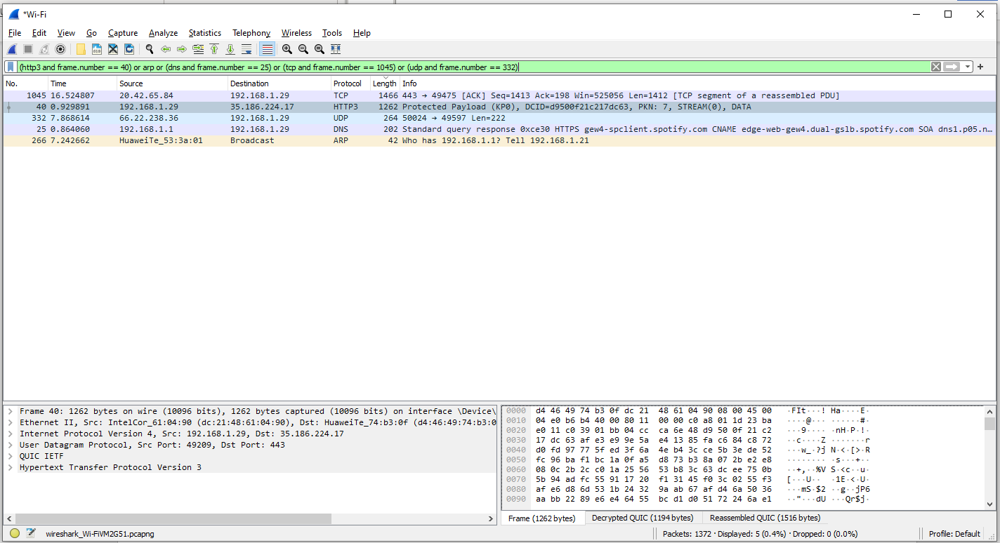 *Wi-Fi
File Edit View Go Capture Analyze Statistics Telephony Wireless Tools Help
(http3 and frame.number == 40) or arp or (dns and frame.number == 25) or (tcp and frame.number == 1045) or (udp and frame.number == 332)
No. Time Source Destination Protocol Length Info
1045 16.524807 20.42.65.84 192.168.1.29 TCP 1466 443 → 49475 [ACK] Seq=1413 Ack=198 Win=525056 Len=1412 [TCP segment of a reassembled PDU]
40 0.929891 192.168.1.29 35.186.224.17 HTTP3 1262 Protected Payload (KP0), DCID=d9500f21c217dc63, PKN: 7, STREAM(0), DATA
332 7.868614 66.22.238.36 192.168.1.29 UDP 264 50024 → 49597 Len=222
25 0.864060 192.168.1.1 192.168.1.29 DNS 202 Standard query response 0xce30 HTTPS gew4-spclient.spotify.com CNAME edge-web-gew4.dual-gslb.spotify.com SOA dns1.p05.n…
266 7.242662 HuaweiTe_53:3a:01 Broadcast ARP 42 Who has 192.168.1.1? Tell 192.168.1.21
Frame 40: 1262 bytes on wire (10096 bits), 1262 bytes captured (10096 bits) on interface \Device\
Ethernet II, Src: IntelCor_61:04:90 (dc:21:48:61:04:90), Dst: HuaweiTe_74:b3:0f (d4:46:49:74:b3:0
Internet Protocol Version 4, Src: 192.168.1.29, Dst: 35.186.224.17
User Datagram Protocol, Src Port: 49209, Dst Port: 443
QUIC IETF
Hypertext Transfer Protocol Version 3
0000 d4 46 49 74 b3 0f dc 21 48 61 04 90 08 00 45 00 ·FIt···! Ha····E·
0010 04 e0 b6 b4 40 00 80 11 00 00 c0 a8 01 1d 23 ba ····@··· ······#·
0020 e0 11 c0 39 01 bb 04 cc ca 6e 48 d9 50 0f 21 c2 ···9···· ·nH·P·!·
0030 17 dc 63 af e3 e9 9e 5a e4 13 85 fa c6 84 c8 72 ··c····Z ·······r
0040 d0 fd 97 77 5f ed 3f 6a 4e b4 3c ce 5b 3e de 52 ···w_·?j N·<·[>·R
0050 fc 96 ba f1 bc 1a 0f a5 d8 73 b3 8a 07 2b e2 e8 ········ ·s···+··
0060 08 0c 2b 2c c0 1a 25 56 53 b8 3c 63 dc ee 75 0b ··+,··%V S·<c··u·
0070 5b 94 ad fc 55 91 17 20 f1 31 45 f0 3c 02 55 f3 [···U·· ·1E·<·U·
0080 af e6 d8 6d 53 1b 24 32 9a ab 67 af d4 6a 50 36 ···mS·$2 ··g··jP6
0090 aa bb 22 89 e6 e4 64 55 bc d1 d0 51 72 24 6a e1 ··"···dU ···Qr$j·
Frame (1262 bytes) Decrypted QUIC (1194 bytes) Reassembled QUIC (1516 bytes)
wireshark_Wi-FiVM2G51.pcapng Packets: 1372 · Displayed: 5 (0.4%) · Dropped: 0 (0.0%) Profile: Default